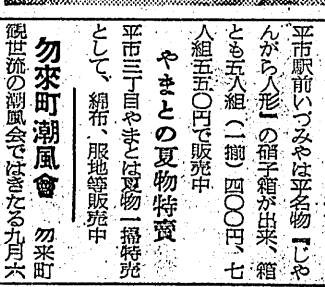 平市駅前いづみやは平名物『じや
んがら人形』の硝子箱が出来、箱
とも五人組(一揃)四〇〇円、七
人組五五〇円で販売中
やまとの夏物特賣
平市三丁目やまとは夏物一掃特売
として、綿布、服地等販売中
勿來町潮風會 勿来町
観世流の潮風会ではきたる九月六